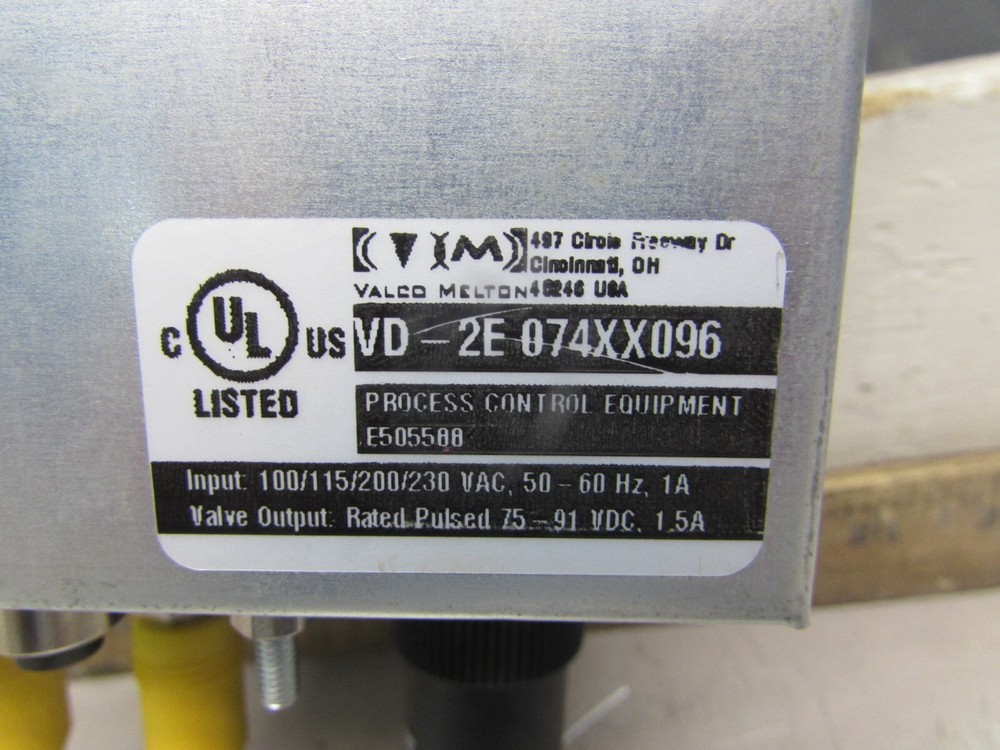 C UL US
LISTED
VM 497 Circle Freeway Dr
Cincinnati, OH
VALCO MELTON 45246 USA
VD - 2E 074XX096
PROCESS CONTROL EQUIPMENT
E505588
Input: 100/115/200/230 VAC, 50 - 60 Hz, 1A
Valve Output: Rated Pulsed 75 - 91 VDC, 1.5A